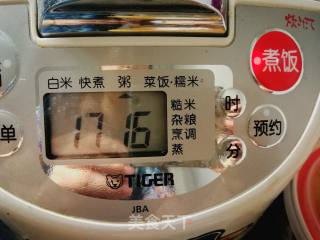 白米 快煮 粥 菜饭·糯米
糙米
杂粮
烹调
蒸
17 16
煮饭
时
预约
分
单
TIGER
JBA
美食天下